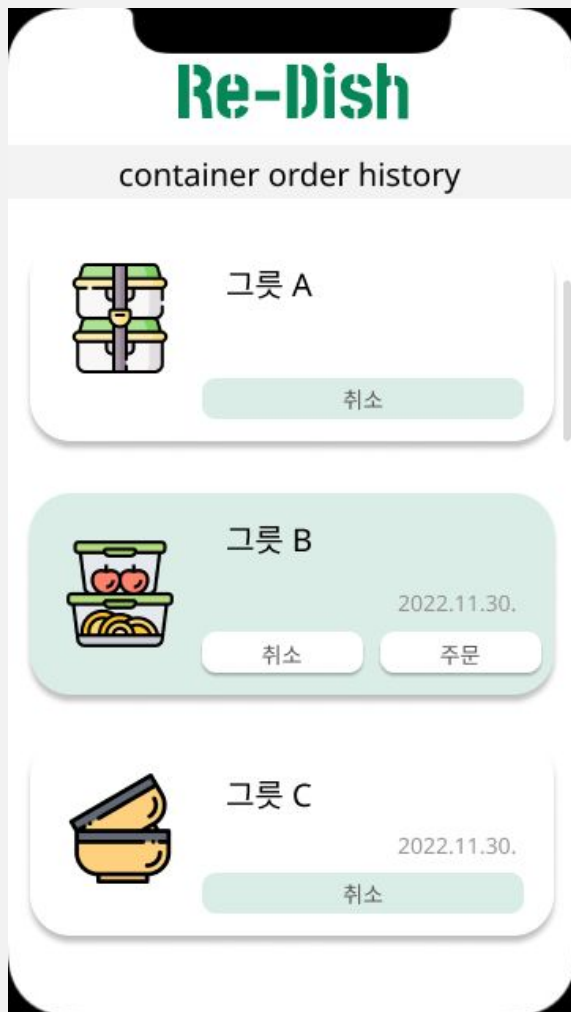 Re-Dish
container order history
그릇 A
취소
그릇 B
2022.11.30.
취소 주문
그릇 C
2022.11.30.
취소